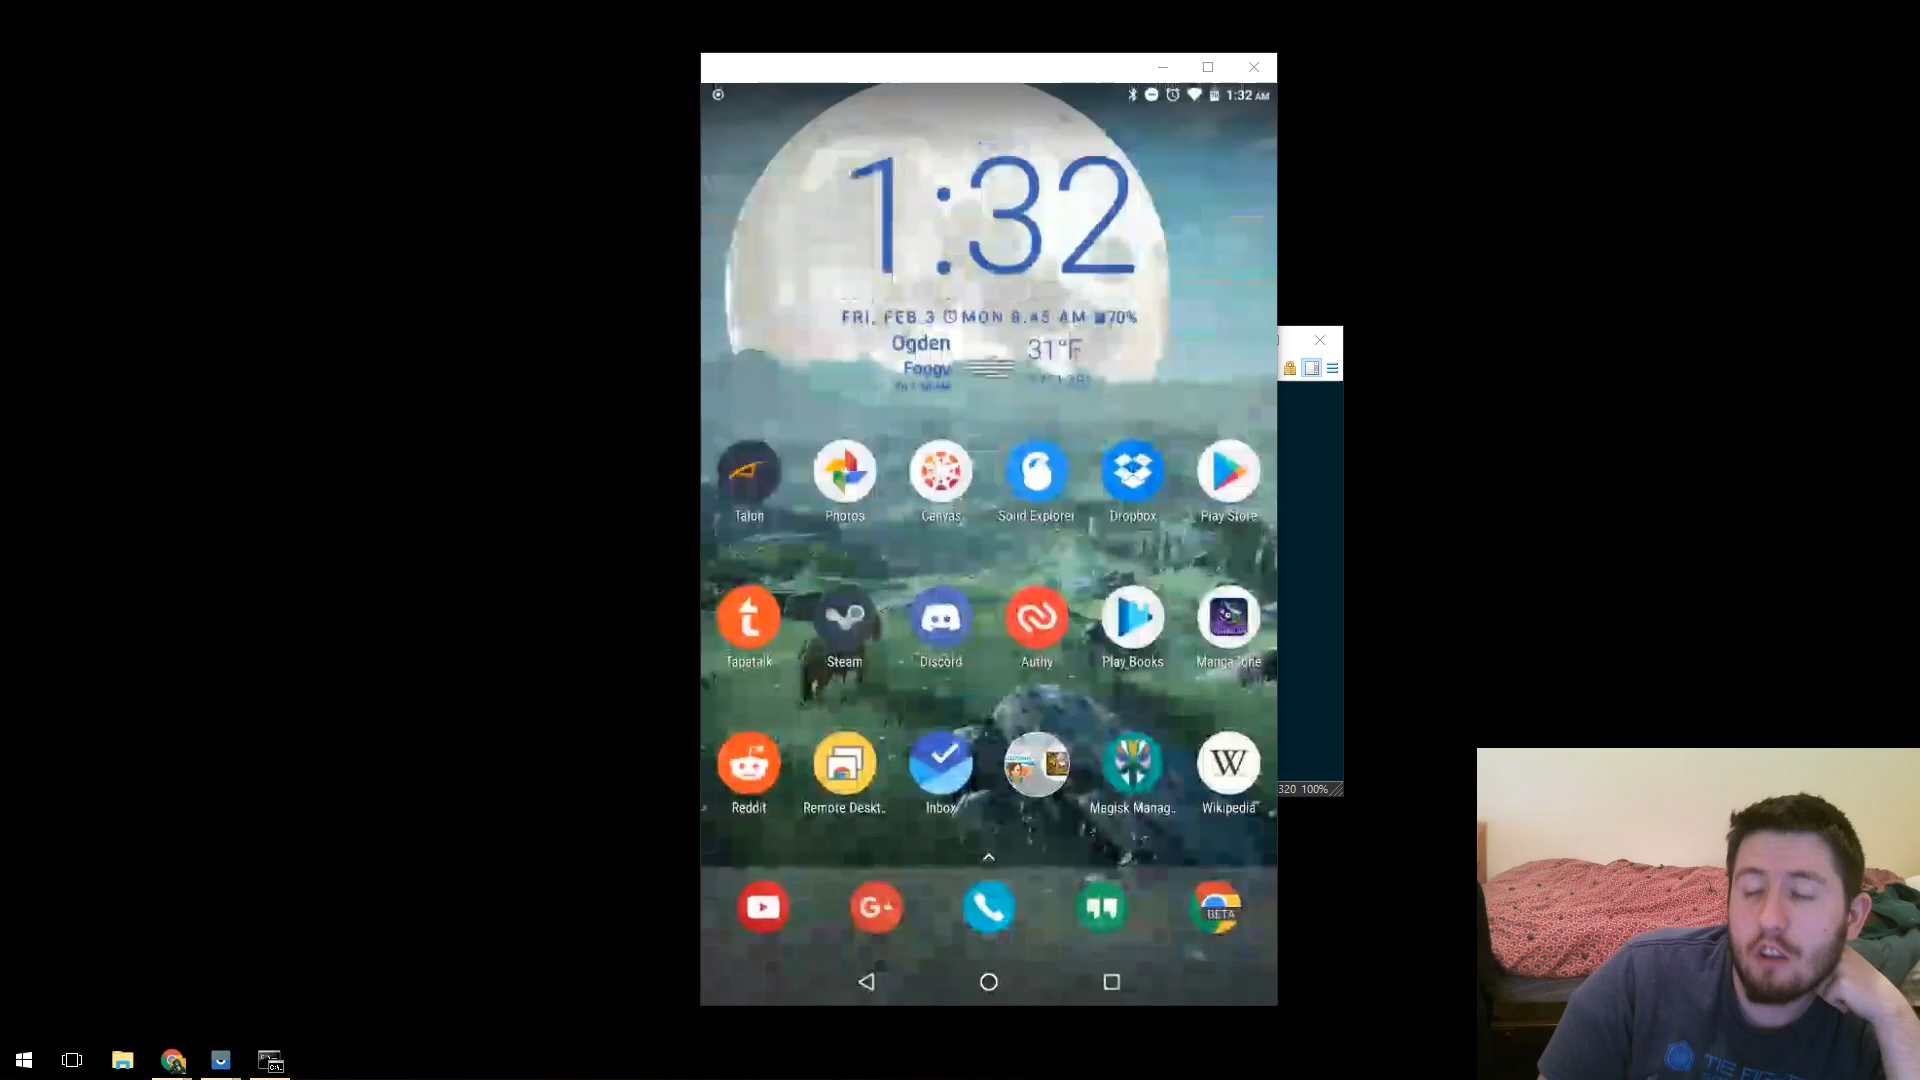 1:32 AM
1:32
FRI, FEB 3 MON 8:45 AM 70%
Ogden 31°F
Foggy
Talon Photos Canvas Solid Explorer Dropbox Play Store
Tapatalk Steam Discord Authy Play Books
Reddit Remote Deskt.. Inbox Magisk Manag.. Wikipedia
W
G+
BETA
320 100%
TIE FIGH